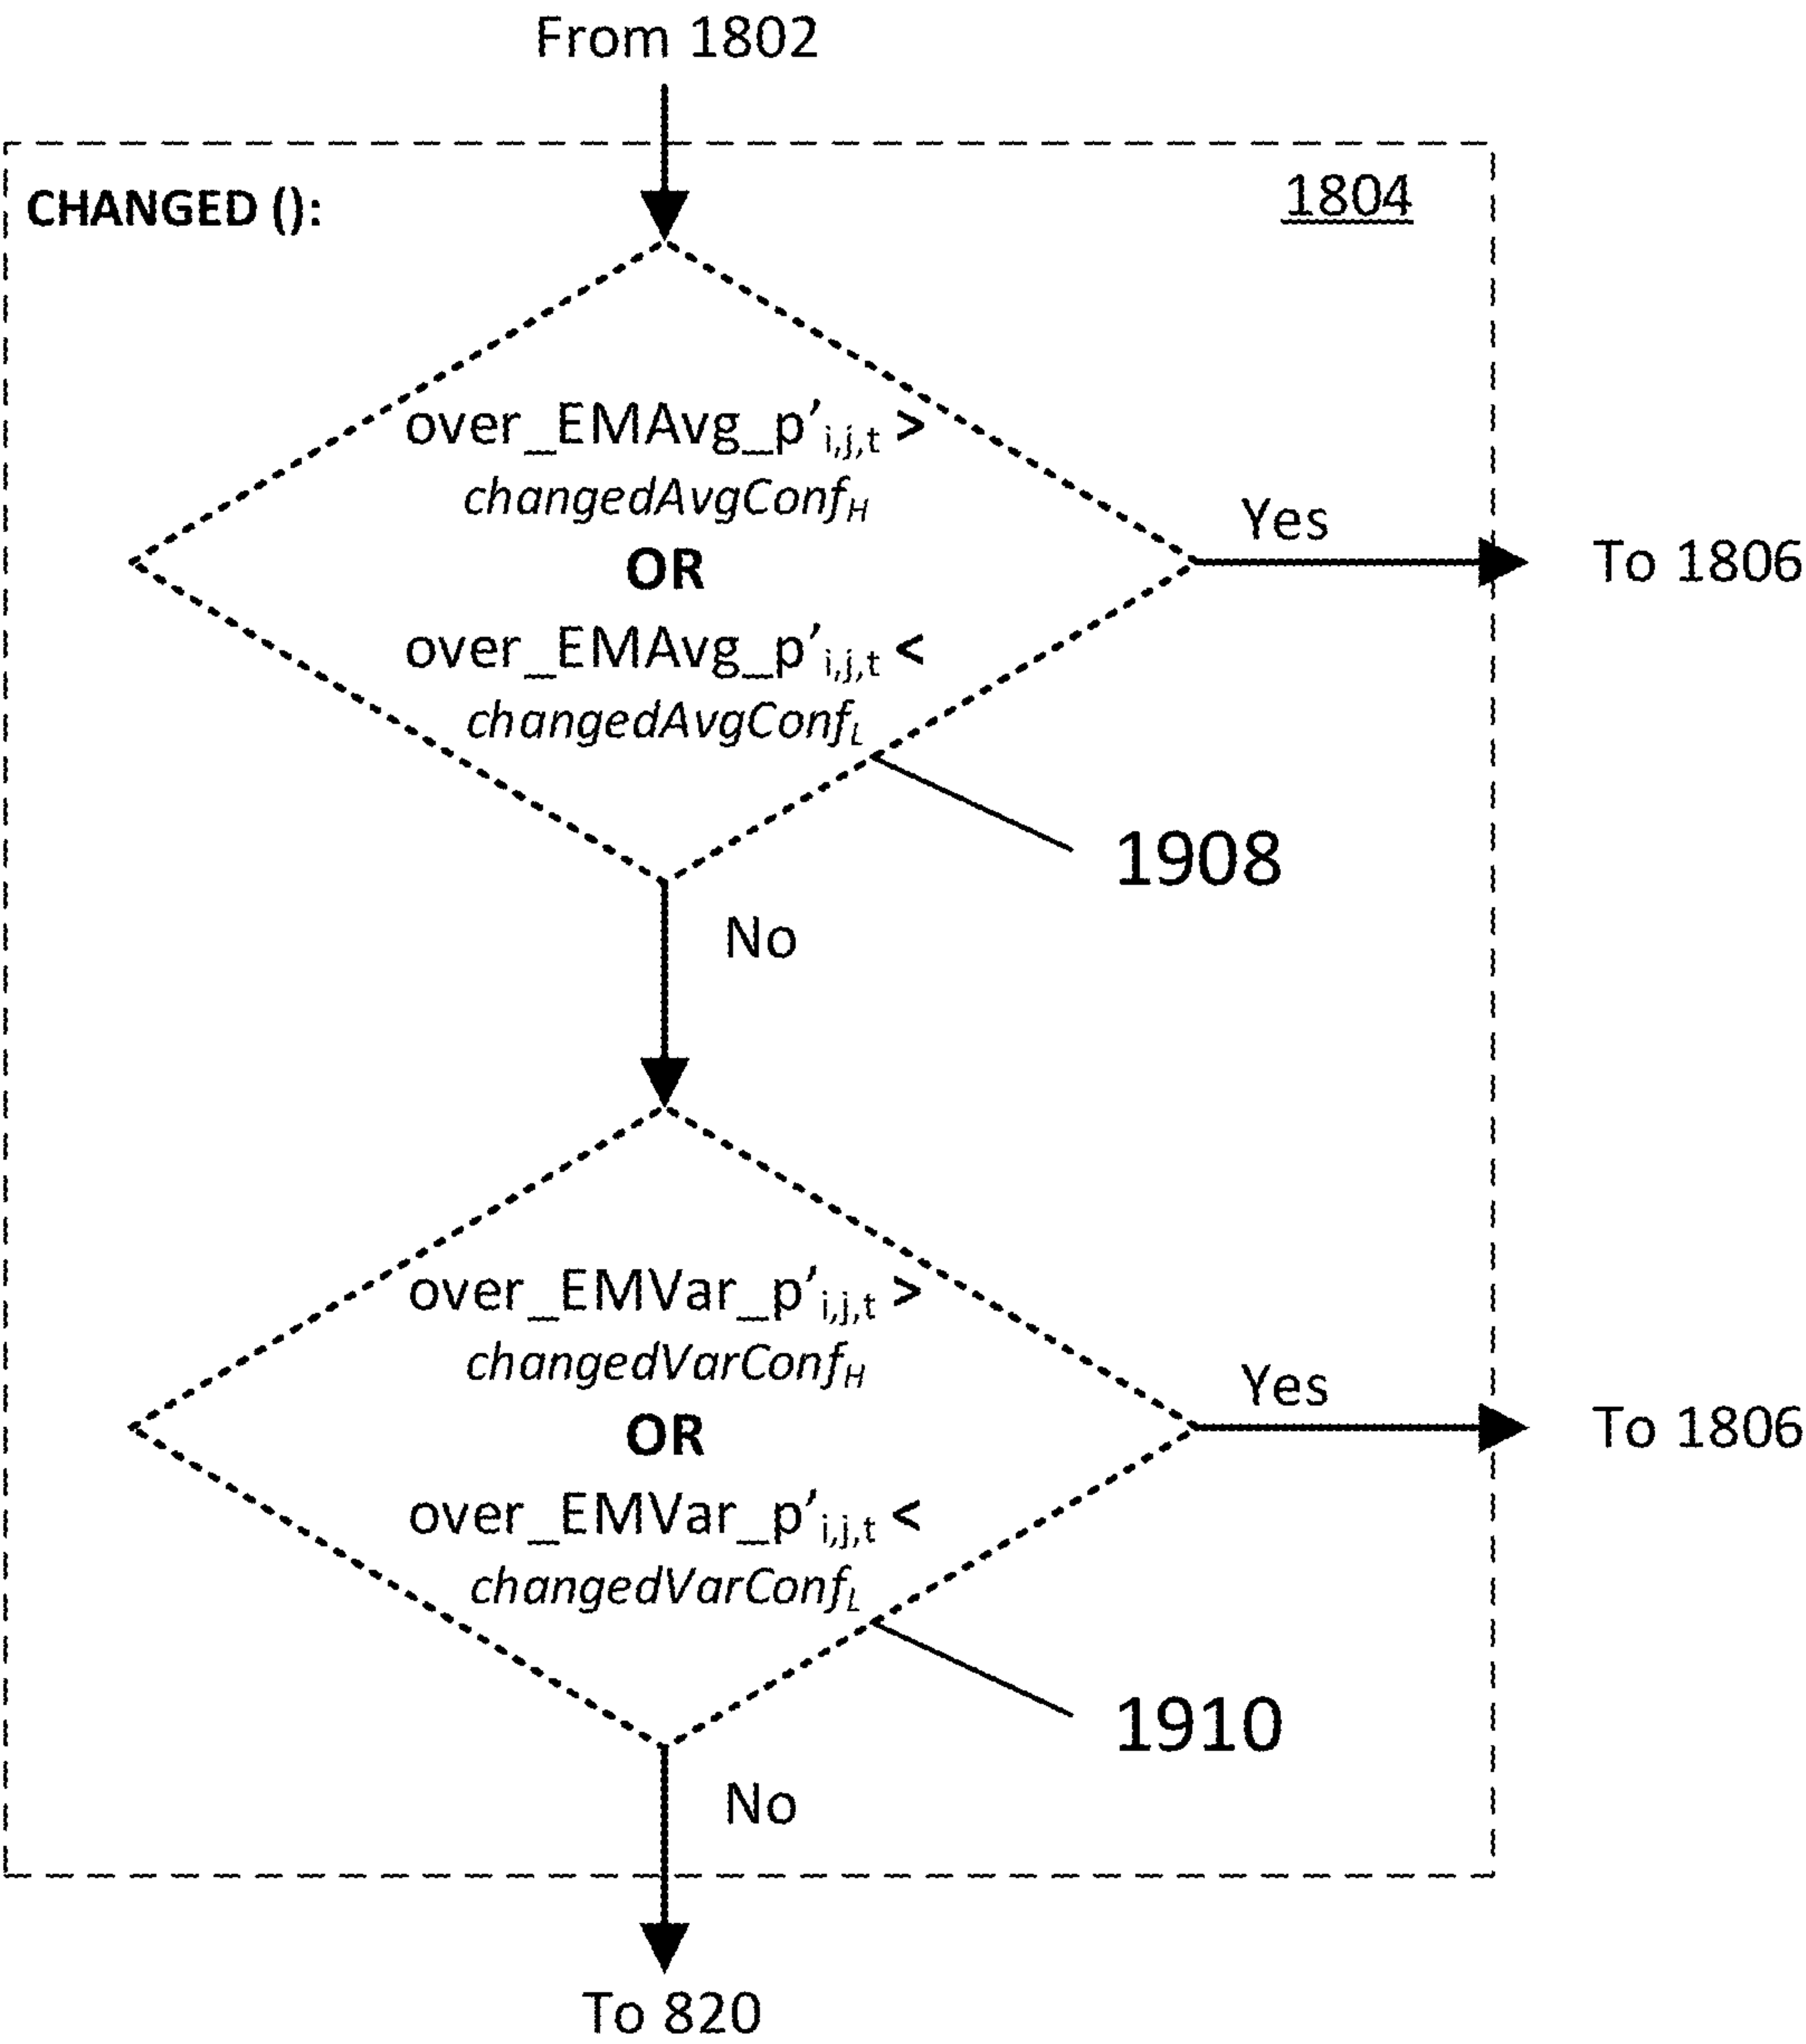 From 1802
CHANGED ():
1804
over_EMAvg_p’i,j,t >
changedAvgConfH
OR
over_EMAvg_p’i,j,t <
changedAvgConfL
Yes
To 1806
1908
No
over_EMVar_p’i,j,t >
changedVarConfH
OR
over_EMVar_p’i,j,t <
changedVarConfL
Yes
To 1806
1910
No
To 820